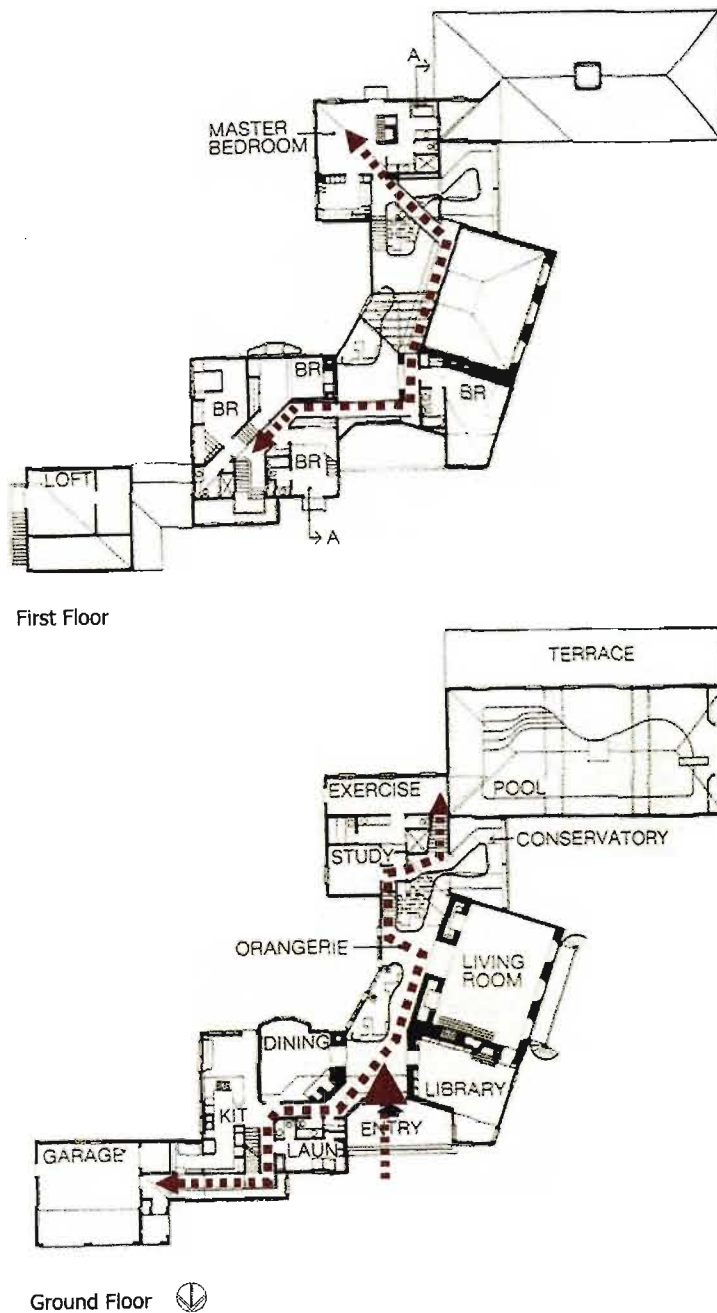 A
MASTER
BEDROOM
BR
BR
BR
BR
LOFT
A
First Floor
TERRACE
EXERCISE
POOL
STUDY
CONSERVATORY
ORANGERIE
LIVING
ROOM
DINING
KIT
LIBRARY
ENTRY
LAUN
GARAGE
Ground Floor